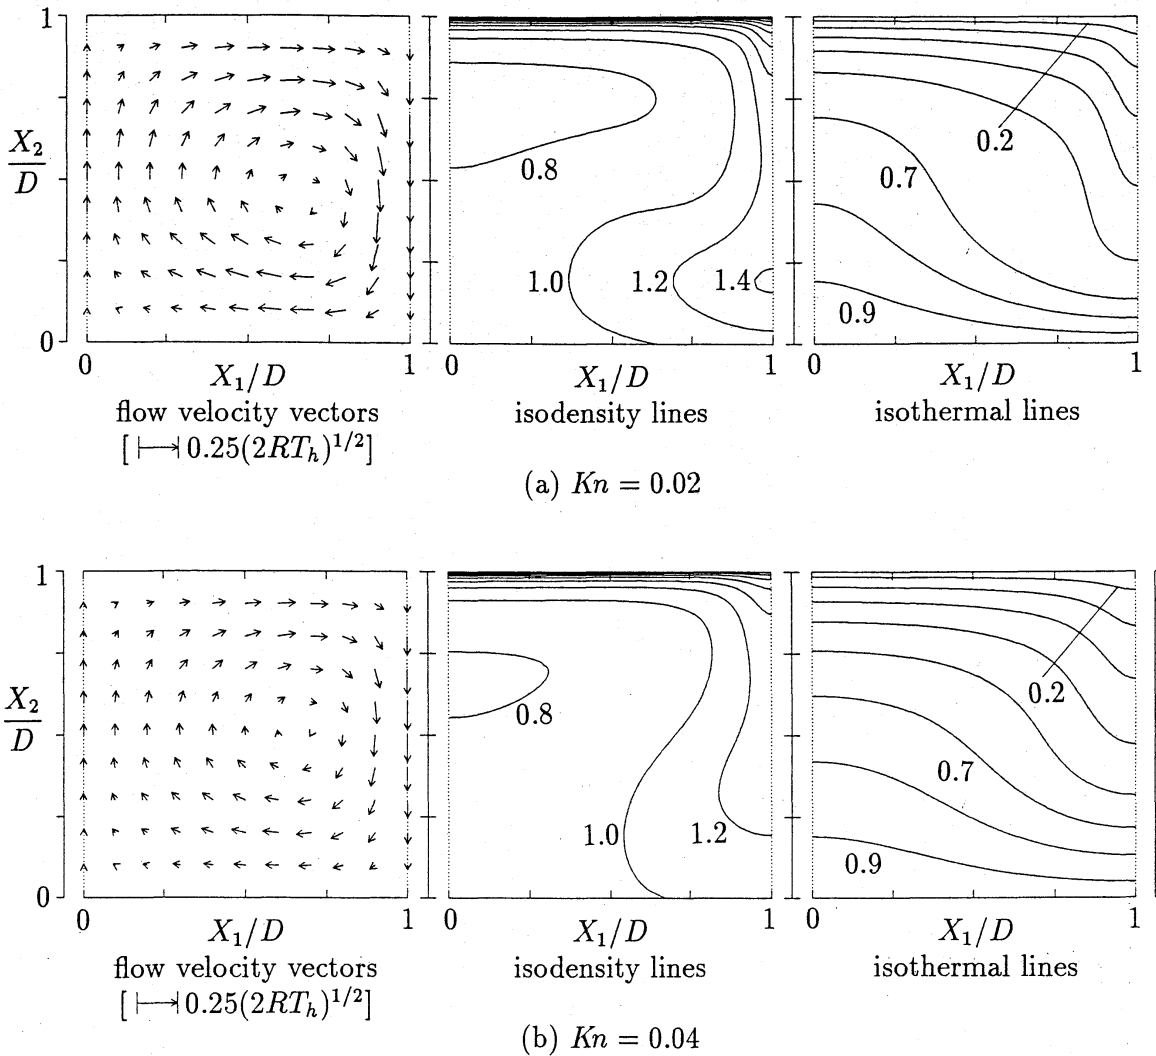 1
X₂/D
0
0.8
1.0
1.2
1.4
0.2
0.7
0.9
0 1 0 1 0 1
X₁/D X₁/D X₁/D
flow velocity vectors isodensity lines isothermal lines
[ ⊢→ 0.25(2RTₕ)^{1/2}]
(a) Kn = 0.02
1
X₂/D
0
0.8
1.0
1.2
0.2
0.7
0.9
0 1 0 1 0 1
X₁/D X₁/D X₁/D
flow velocity vectors isodensity lines isothermal lines
[ ⊢→ 0.25(2RTₕ)^{1/2}]
(b) Kn = 0.04